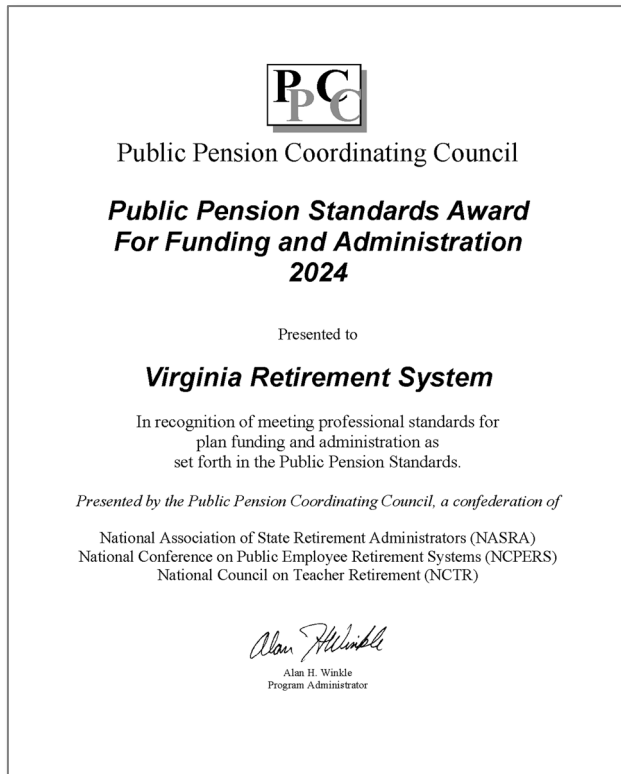 PPCC
Public Pension Coordinating Council
Public Pension Standards Award
For Funding and Administration
2024
Presented to
Virginia Retirement System
In recognition of meeting professional standards for
plan funding and administration as
set forth in the Public Pension Standards.
Presented by the Public Pension Coordinating Council, a confederation of
National Association of State Retirement Administrators (NASRA)
National Conference on Public Employee Retirement Systems (NCPERS)
National Council on Teacher Retirement (NCTR)
Alan H Winkle
Alan H. Winkle
Program Administrator